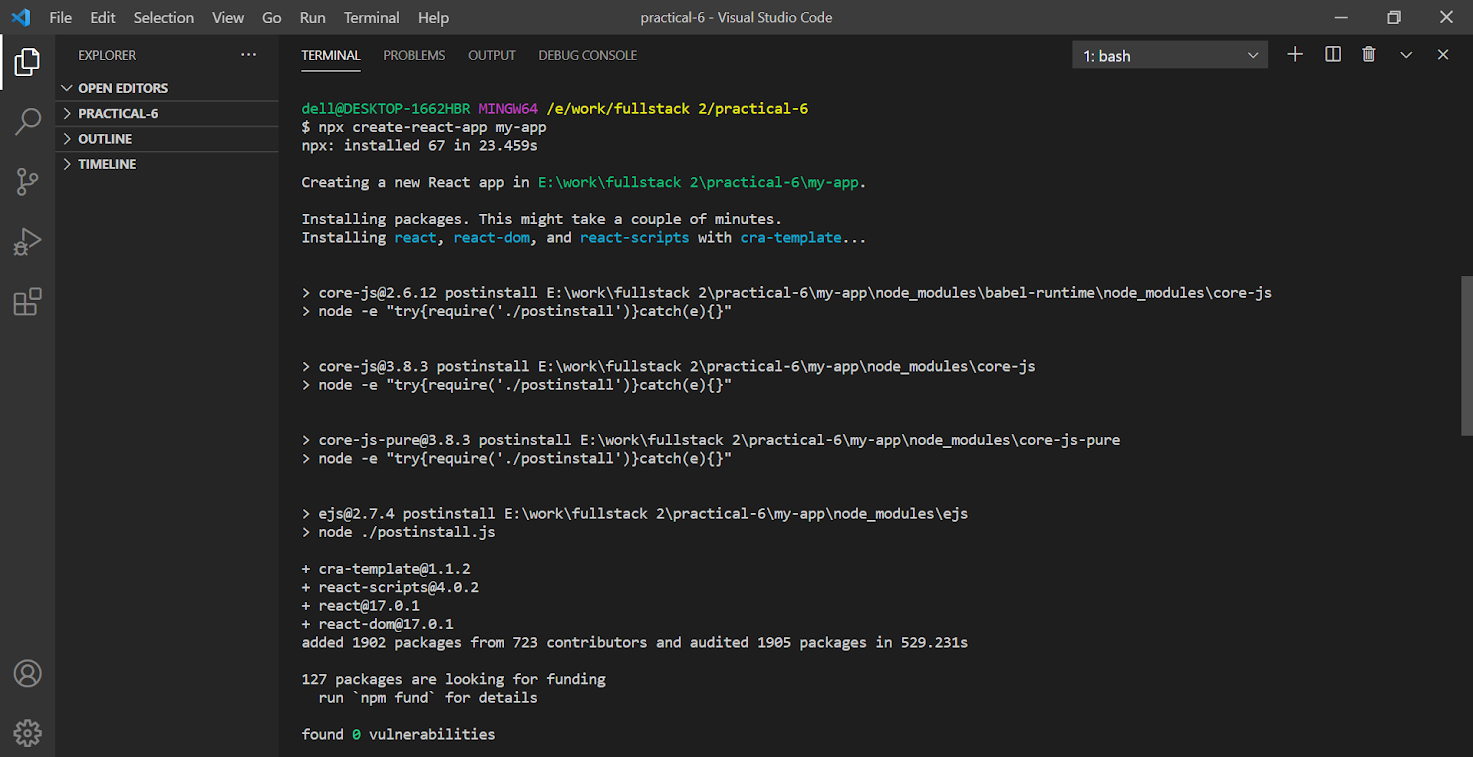 File Edit Selection View Go Run Terminal Help
practical-6 - Visual Studio Code
EXPLORER
OPEN EDITORS
PRACTICAL-6
OUTLINE
TIMELINE
TERMINAL PROBLEMS OUTPUT DEBUG CONSOLE
1: bash
dell@DESKTOP-1662HBR MINGW64 /e/work/fullstack 2/practical-6
$ npx create-react-app my-app
npx: installed 67 in 23.459s
Creating a new React app in E:\work\fullstack 2\practical-6\my-app.
Installing packages. This might take a couple of minutes.
Installing react, react-dom, and react-scripts with cra-template...
> core-js@2.6.12 postinstall E:\work\fullstack 2\practical-6\my-app\node_modules\babel-runtime\node_modules\core-js
> node -e "try{require('./postinstall')}catch(e){}"
> core-js@3.8.3 postinstall E:\work\fullstack 2\practical-6\my-app\node_modules\core-js
> node -e "try{require('./postinstall')}catch(e){}"
> core-js-pure@3.8.3 postinstall E:\work\fullstack 2\practical-6\my-app\node_modules\core-js-pure
> node -e "try{require('./postinstall')}catch(e){}"
> ejs@2.7.4 postinstall E:\work\fullstack 2\practical-6\my-app\node_modules\ejs
> node ./postinstall.js
+ cra-template@1.1.2
+ react-scripts@4.0.2
+ react@17.0.1
+ react-dom@17.0.1
added 1902 packages from 723 contributors and audited 1905 packages in 529.231s
127 packages are looking for funding
run `npm fund` for details
found 0 vulnerabilities